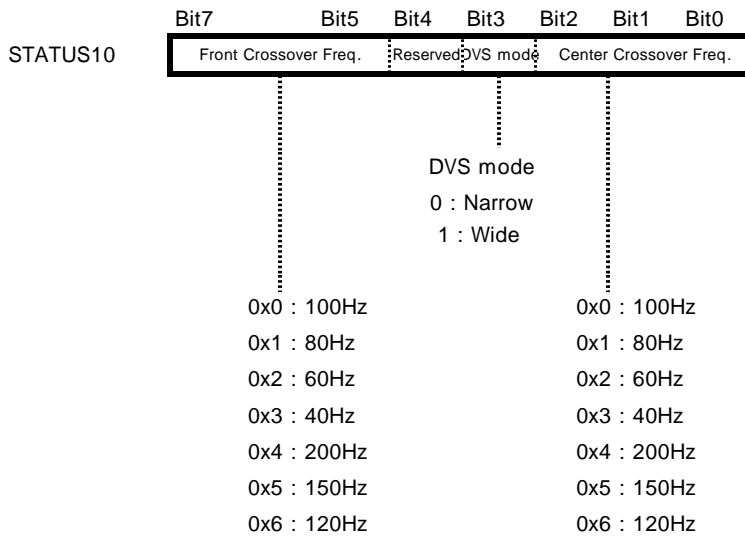 Bit7 Bit5 Bit4 Bit3 Bit2 Bit1 Bit0
STATUS10 Front Crossover Freq. Reserved DVS mode Center Crossover Freq.
DVS mode
0 : Narrow
1 : Wide
0x0 : 100Hz 0x0 : 100Hz
0x1 : 80Hz 0x1 : 80Hz
0x2 : 60Hz 0x2 : 60Hz
0x3 : 40Hz 0x3 : 40Hz
0x4 : 200Hz 0x4 : 200Hz
0x5 : 150Hz 0x5 : 150Hz
0x6 : 120Hz 0x6 : 120Hz